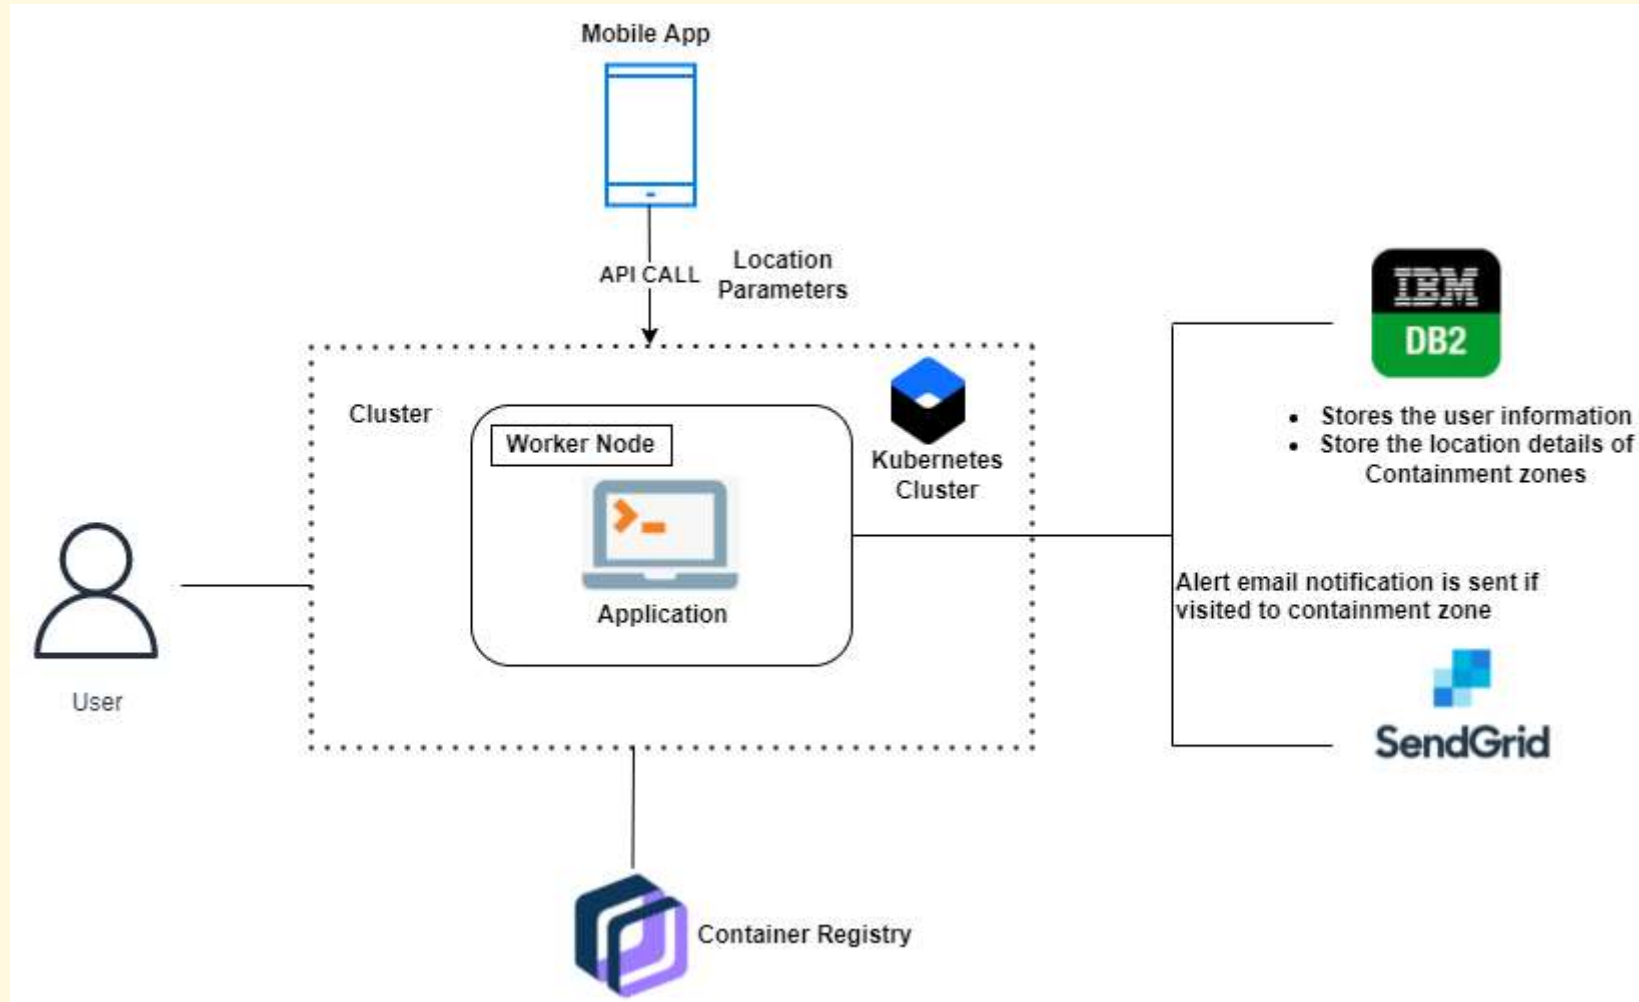 Mobile App
API CALL
Location
Parameters
IBM
DB2
Cluster
Worker Node
Kubernetes
Cluster
Application
• Stores the user information
• Store the location details of
Containment zones
User
Alert email notification is sent if
visited to containment zone
SendGrid
Container Registry